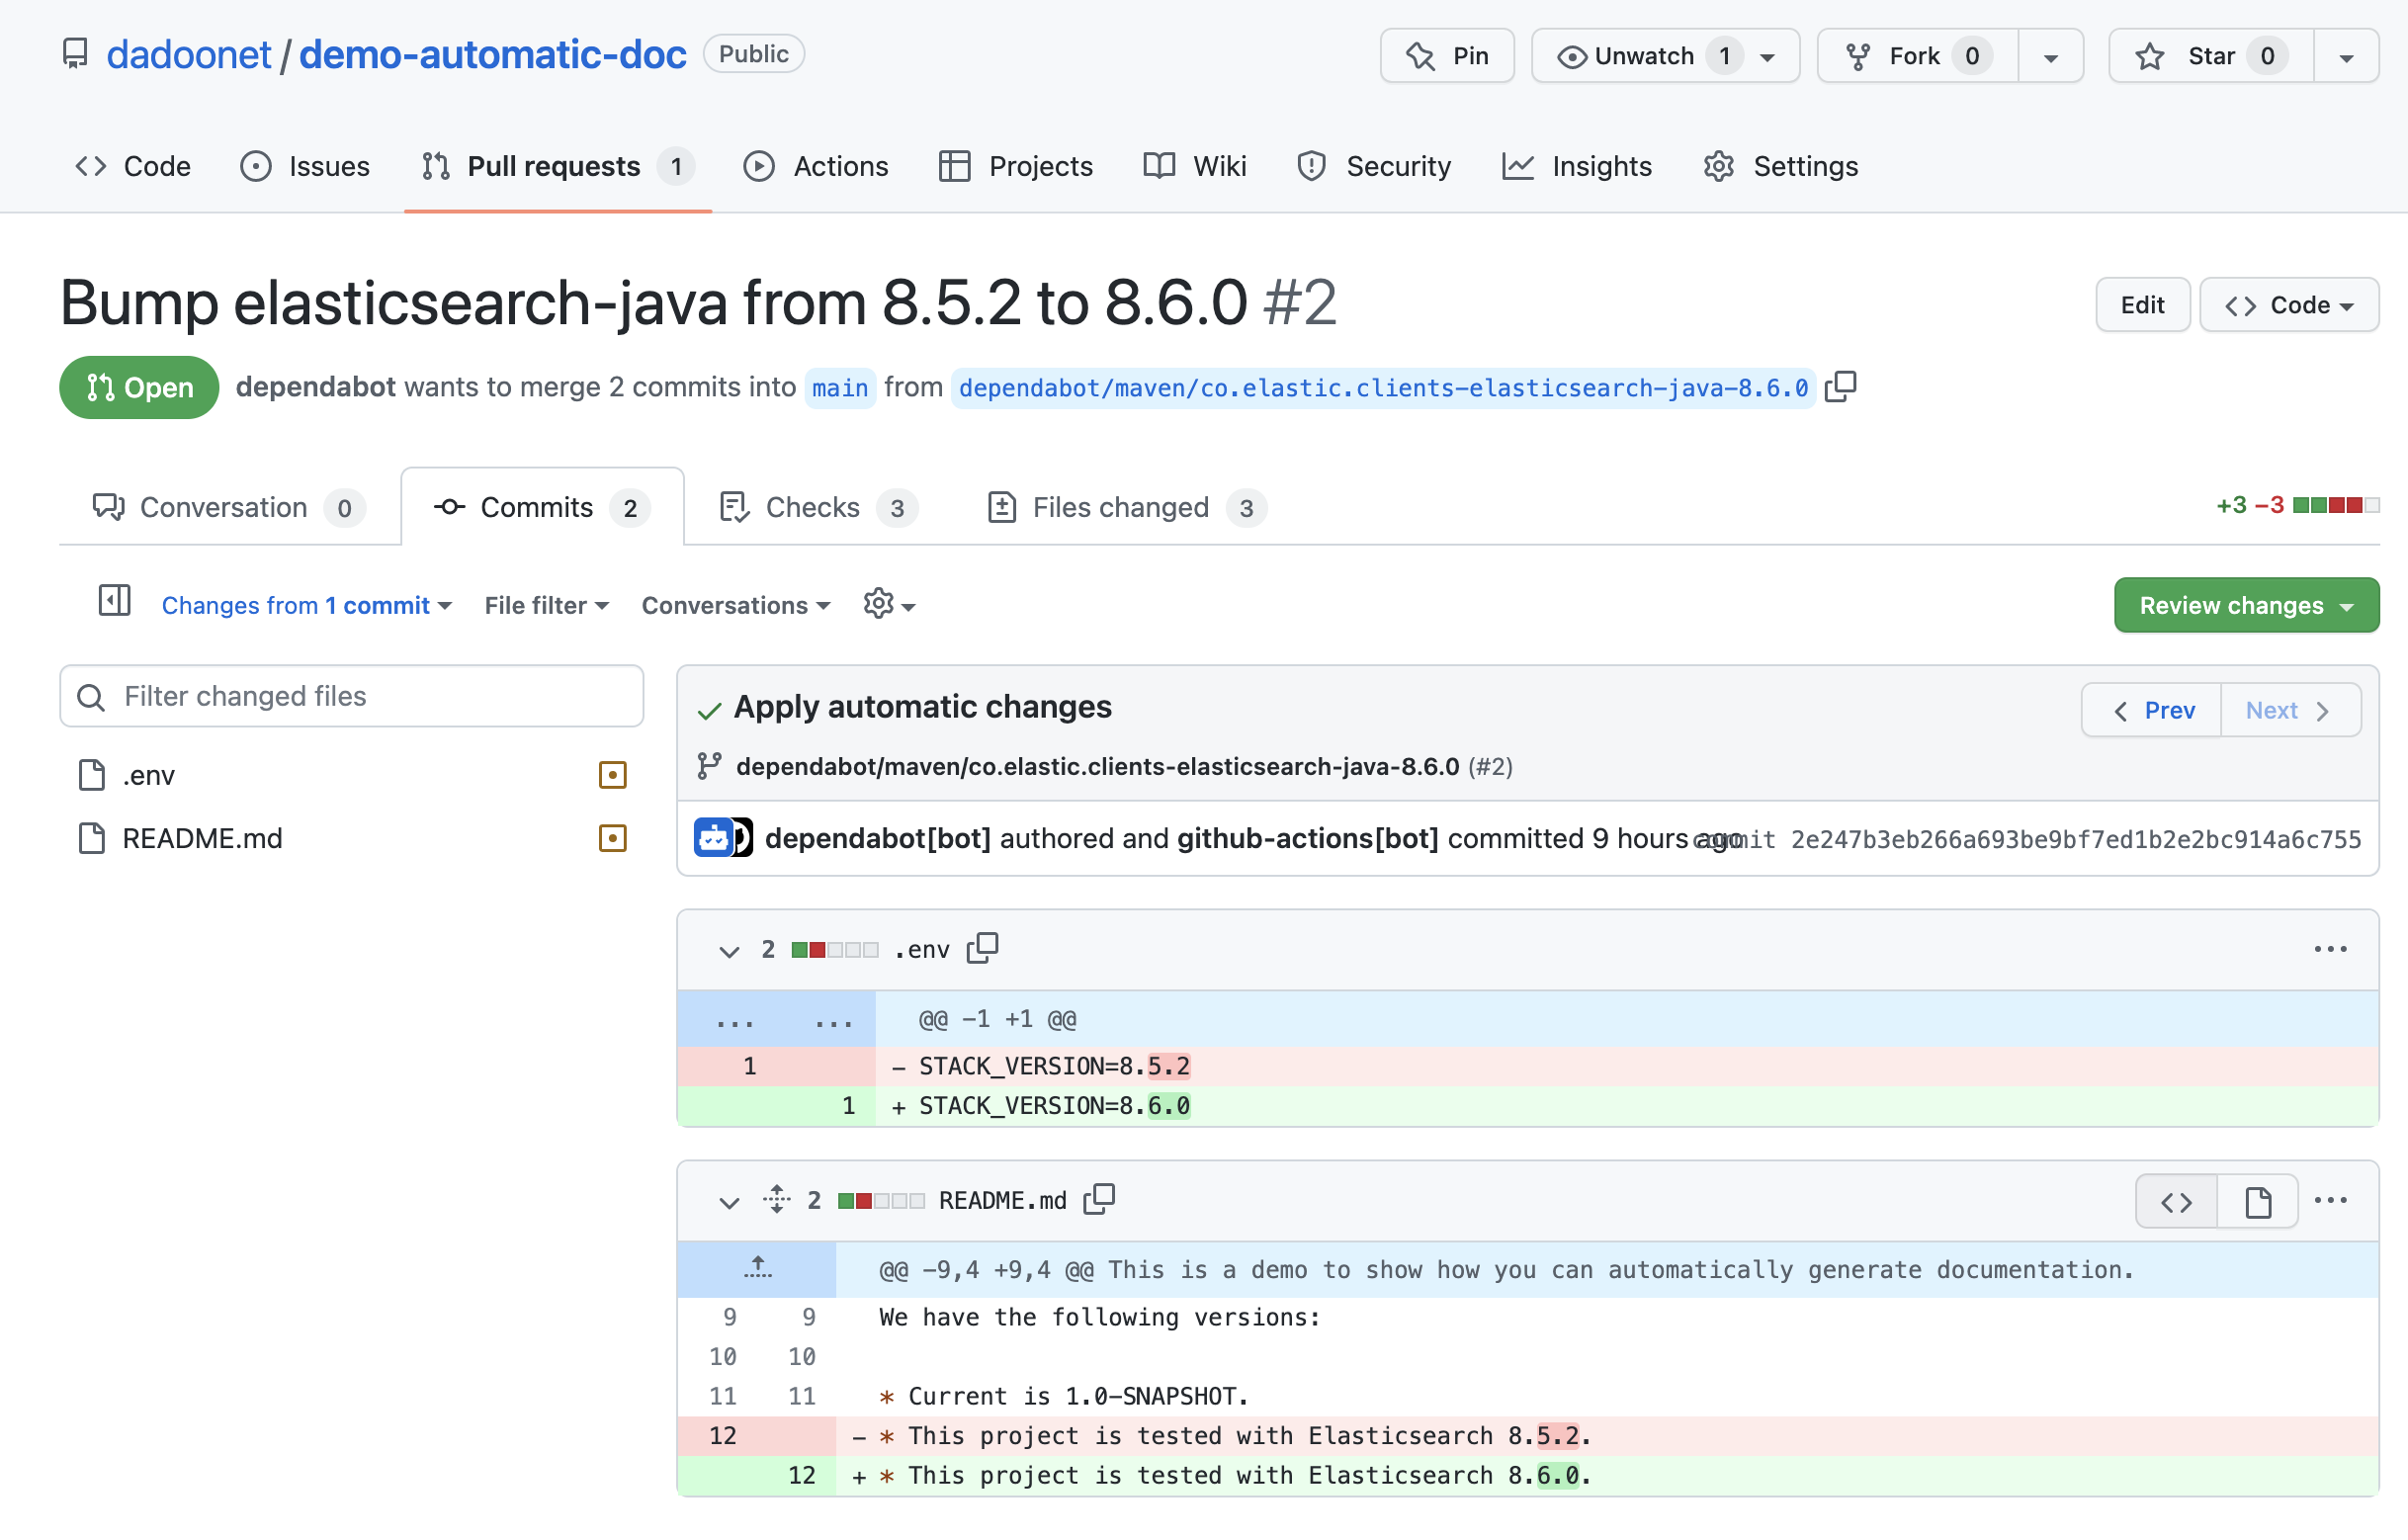 dadoonet / demo-automatic-doc Public Pin Unwatch 1 Fork 0 Star 0
Code Issues Pull requests 1 Actions Projects Wiki Security Insights Settings
Bump elasticsearch-java from 8.5.2 to 8.6.0 #2 Edit Code
Open dependabot wants to merge 2 commits into main from dependabot/maven/co.elastic.clients-elasticsearch-java-8.6.0
Conversation 0 Commits 2 Checks 3 Files changed 3 +3 −3
Changes from 1 commit File filter Conversations Review changes
Filter changed files
.env
README.md
Apply automatic changes Prev Next
dependabot/maven/co.elastic.clients-elasticsearch-java-8.6.0 (#2)
dependabot[bot] authored and github-actions[bot] committed 9 hours ago commit 2e247b3eb266a693be9bf7ed1b2e2bc914a6c755
2 .env
... ... @@ -1 +1 @@
1 - STACK_VERSION=8.5.2
1 + STACK_VERSION=8.6.0
2 README.md
@@ -9,4 +9,4 @@ This is a demo to show how you can automatically generate documentation.
9 9 We have the following versions:
10 10
11 11 * Current is 1.0-SNAPSHOT.
12 - * This project is tested with Elasticsearch 8.5.2.
12 + * This project is tested with Elasticsearch 8.6.0.